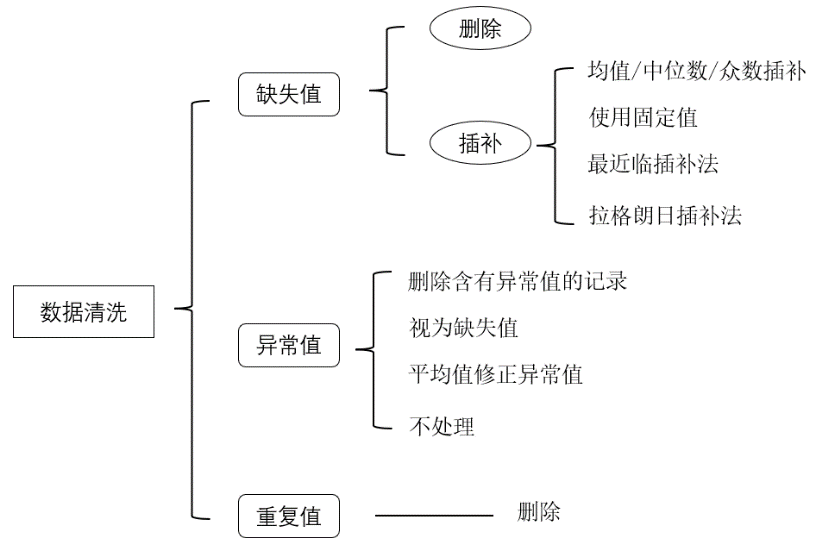 数据清洗
缺失值
删除
插补
均值/中位数/众数插补
使用固定值
最近临插补法
拉格朗日插补法
异常值
删除含有异常值的记录
视为缺失值
平均值修正异常值
不处理
重复值
删除